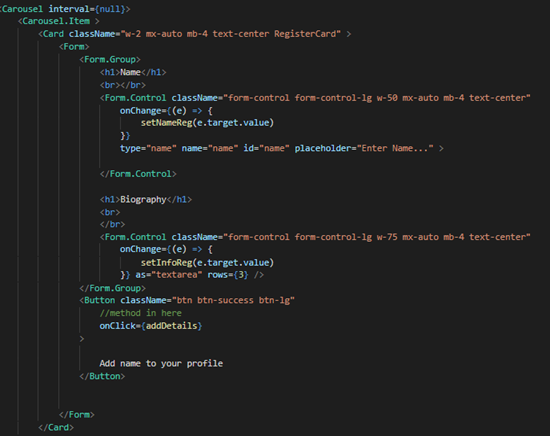 <Carousel interval={null}>
<Carousel.Item >
<Card className="w-2 mx-auto mb-4 text-center RegisterCard" >
<Form>
<Form.Group>
<h1>Name</h1>
<br></br>
<Form.Control className="form-control form-control-lg w-50 mx-auto mb-4 text-center"
onChange={(e) => {
setNameReg(e.target.value)
}}
type="name" name="name" id="name" placeholder="Enter Name..." >
</Form.Control>
<h1>Biography</h1>
<br>
</br>
<Form.Control className="form-control form-control-lg w-75 mx-auto mb-4 text-center"
onChange={(e) => {
setInfoReg(e.target.value)
}} as="textarea" rows={3} />
</Form.Group>
<Button className="btn btn-success btn-lg"
//method in here
onClick={addDetails}
>
Add name to your profile
</Button>
</Form>
</Card>